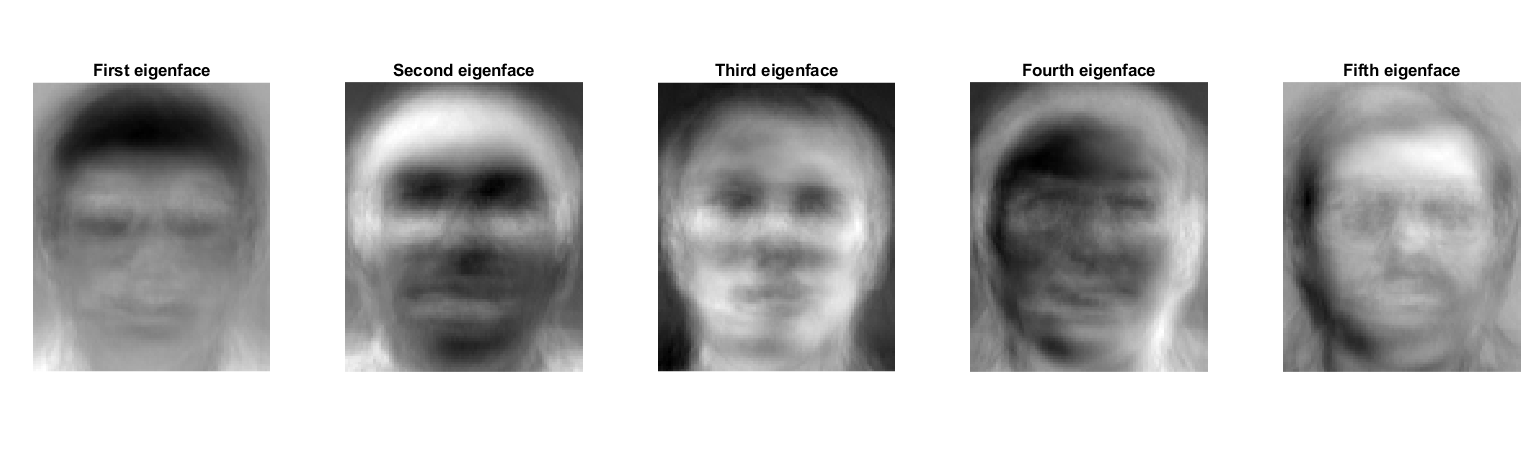 First eigenface
Second eigenface
Third eigenface
Fourth eigenface
Fifth eigenface